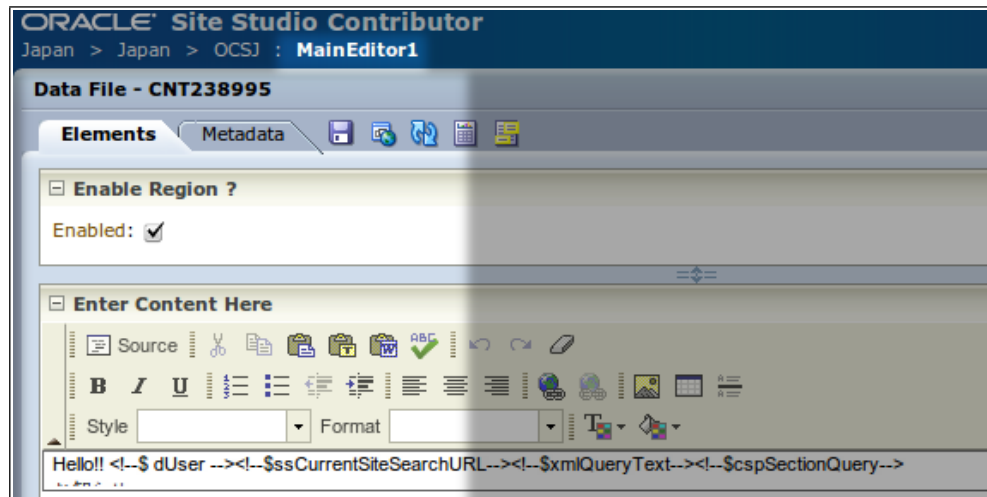 ORACLE Site Studio Contributor
Japan > Japan > OCSJ : MainEditor1
Data File - CNT238995
Elements Metadata
Enable Region ?
Enabled:
Enter Content Here
Source ABC
B I U
Style Format
Hello!! <!--$ dUser --><!--$ssCurrentSiteSearchURL--><!--$xmlQueryText--><!--$cspSectionQuery-->